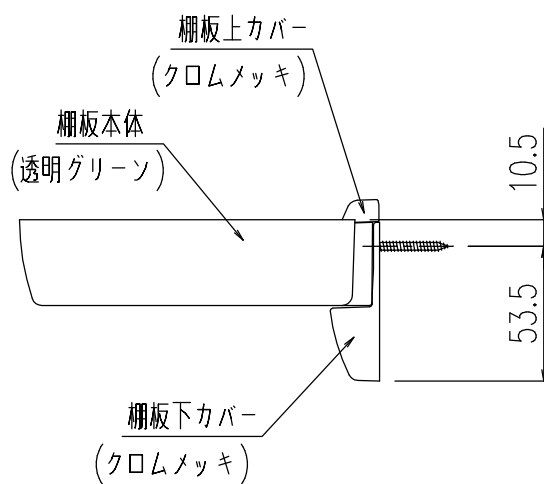 棚板上カバー
(クロムメッキ)
棚板本体
(透明グリーン)
10.5
53.5
棚板下カバー
(クロムメッキ)